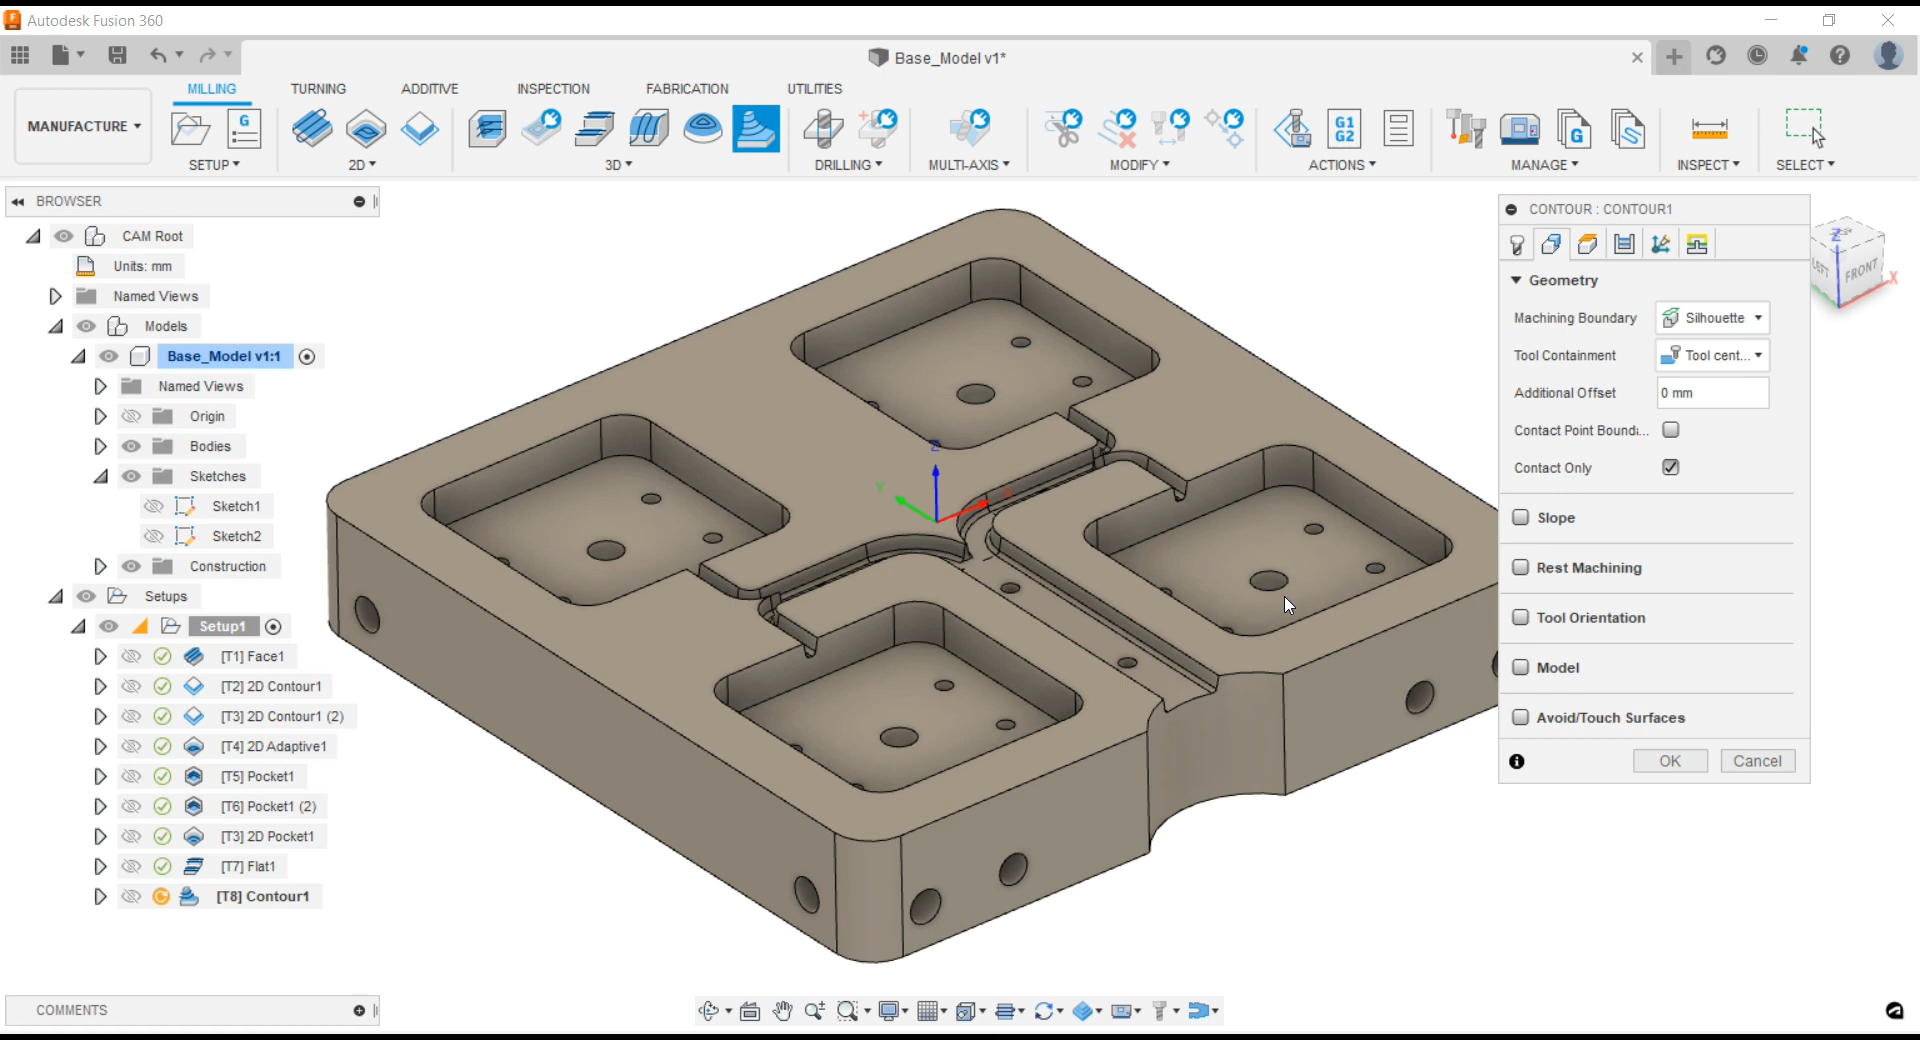 Autodesk Fusion 360
Base_Model v1*
MILLING TURNING ADDITIVE INSPECTION FABRICATION UTILITIES
MANUFACTURE
G
G1
G2
G
SETUP 2D 3D DRILLING MULTI-AXIS MODIFY ACTIONS MANAGE INSPECT SELECT
BROWSER
CAM Root
Units: mm
Named Views
Models
Base_Model v1:1
Named Views
Origin
Bodies
Sketches
Sketch1
Sketch2
Construction
Setups
Setup1
[T1] Face1
[T2] 2D Contour1
[T3] 2D Contour1 (2)
[T4] 2D Adaptive1
[T5] Pocket1
[T6] Pocket1 (2)
[T3] 2D Pocket1
[T7] Flat1
[T8] Contour1
COMMENTS
Z
Y
X
CONTOUR : CONTOUR1
Geometry
Machining Boundary Silhouette
Tool Containment Tool cent...
Additional Offset 0 mm
Contact Point Bounda...
Contact Only
Slope
Rest Machining
Tool Orientation
Model
Avoid/Touch Surfaces
OK Cancel
Z
LEFT FRONT X